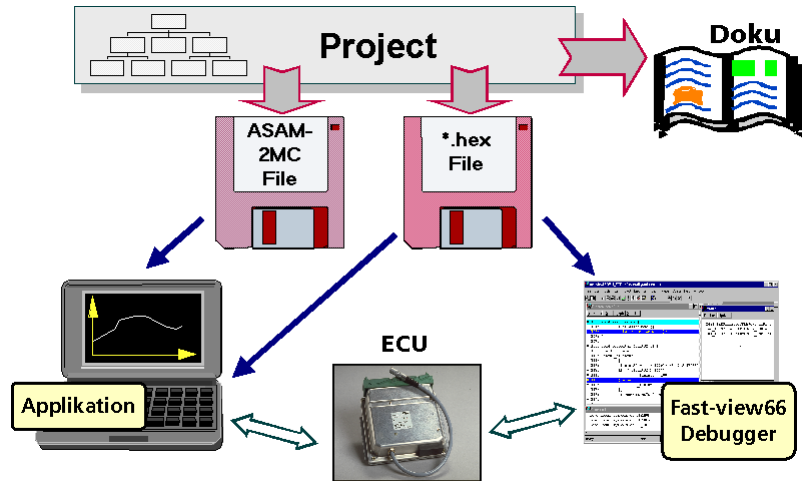 Project
Doku
ASAM-
2MC
File
*.hex
File
ECU
Applikation
Fast-view66
Debugger